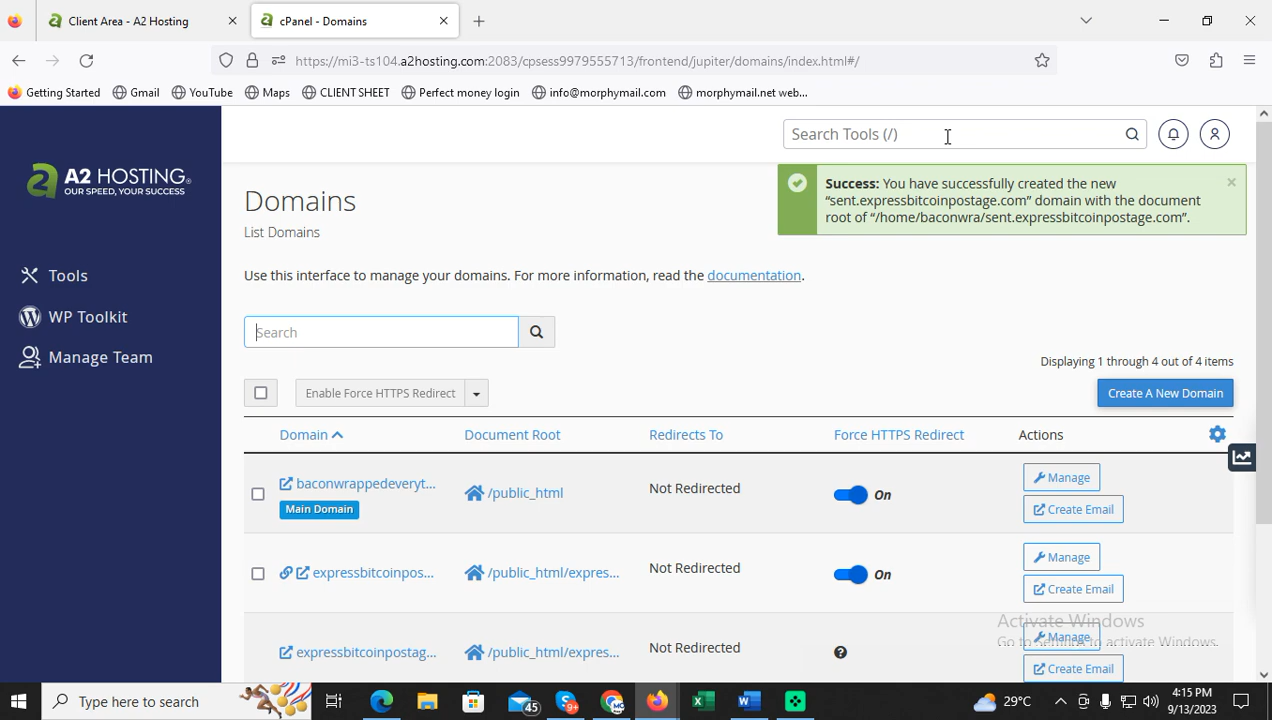 Client Area - A2 Hosting
cPanel - Domains
https://mi3-ts104.a2hosting.com:2083/cpsess9979555713/frontend/jupiter/domains/index.html#/
Getting Started
Gmail
YouTube
Maps
CLIENT SHEET
Perfect money login
info@morphymail.com
morphymail.net web...
A2 HOSTING®
OUR SPEED, YOUR SUCCESS
Tools
WP Toolkit
Manage Team
Search Tools (/)
Success: You have successfully created the new
“sent.expressbitcoinpostage.com” domain with the document
root of “/home/baconwra/sent.expressbitcoinpostage.com”.
Domains
List Domains
Use this interface to manage your domains. For more information, read the documentation.
Search
Displaying 1 through 4 out of 4 items
Enable Force HTTPS Redirect
Create A New Domain
Domain Document Root Redirects To Force HTTPS Redirect Actions
baconwrappedeveryt...
Main Domain
/public_html
Not Redirected
On
Manage
Create Email
expressbitcoinpos...
/public_html/expres...
Not Redirected
On
Manage
Create Email
expressbitcoinpostag...
/public_html/expres...
Not Redirected
Manage
Create Email
Activate Windows
Go to Settings to activate Windows.
Type here to search
45
9+
29°C
4:15 PM
9/13/2023